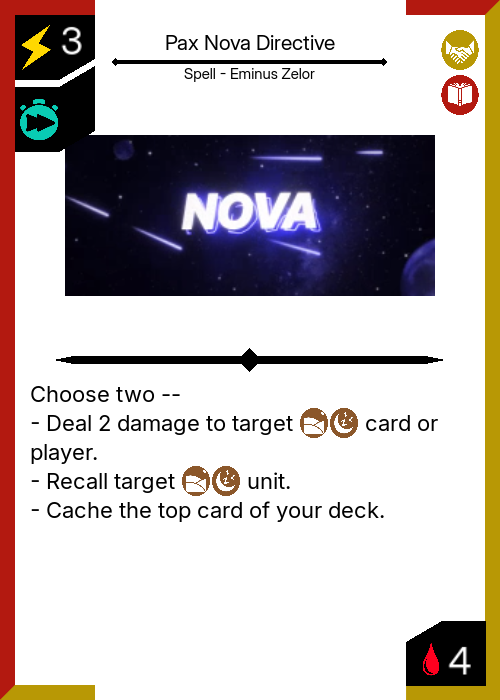 3
Pax Nova Directive
Spell - Eminus Zelor
NOVA
Choose two --
- Deal 2 damage to target card or
player.
- Recall target unit.
- Cache the top card of your deck.
4